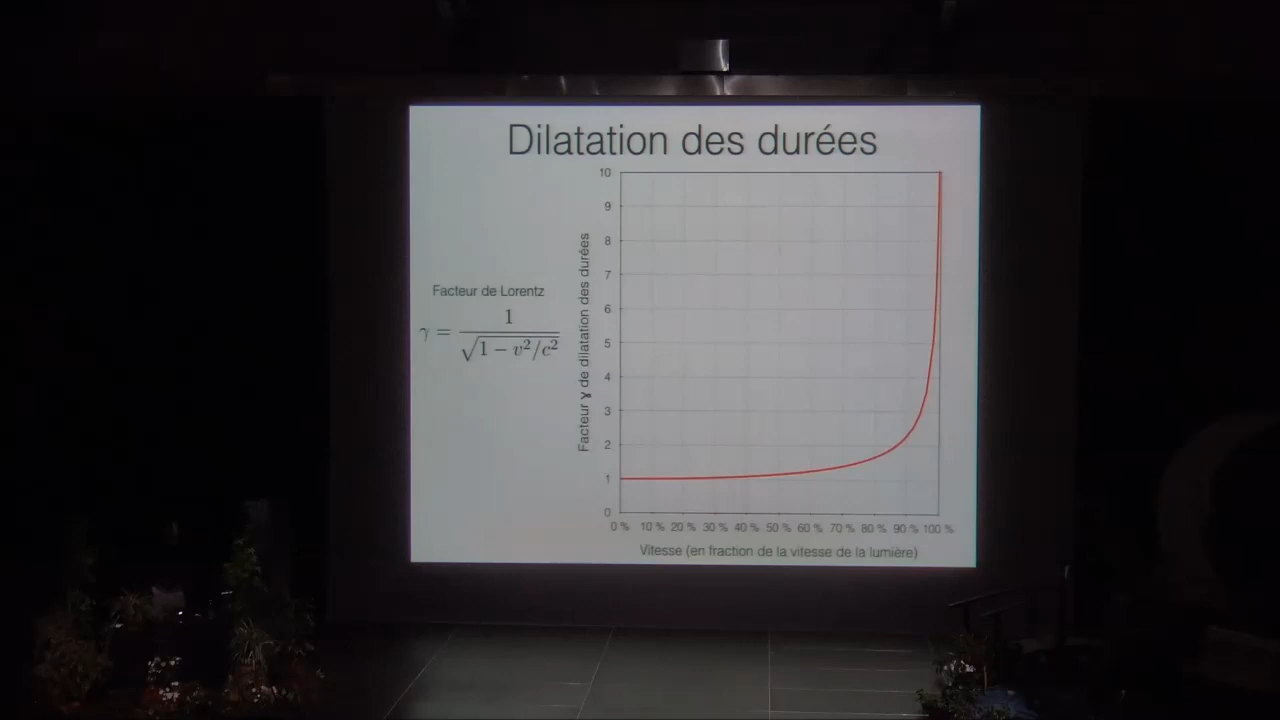 Dilatation des durées
Facteur de Lorentz
γ = 1 / √(1 − v²/c²)
Facteur γ de dilatation des durées
10
9
8
7
6
5
4
3
2
1
0
0 % 10 % 20 % 30 % 40 % 50 % 60 % 70 % 80 % 90 % 100 %
Vitesse (en fraction de la vitesse de la lumière)